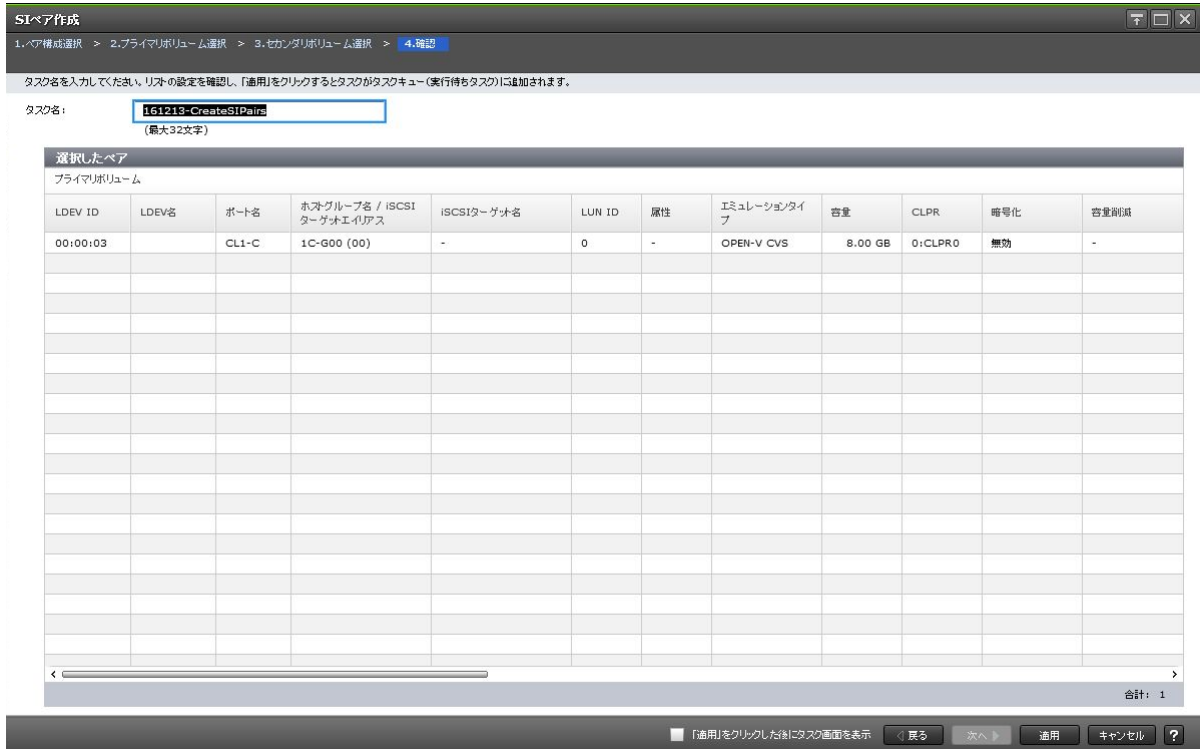 SIペア作成
1.ペア構成選択 > 2.プライマリボリューム選択 > 3.セカンダリボリューム選択 > 4.確認
タスク名を入力してください。リストの設定を確認し、「適用」をクリックするとタスクがタスクキュー(実行待ちタスク)に追加されます。
タスク名: 161213-CreateSIPairs
(最大32文字)
選択したペア
プライマリボリューム
LDEV ID LDEV名 ポート名 ホストグループ名 / iSCSIターゲットエイリアス iSCSIターゲット名 LUN ID 属性 エミュレーションタイプ 容量 CLPR 暗号化 容量削減
00:00:03 CL1-C 1C-G00 (00) - 0 - OPEN-V CVS 8.00 GB 0:CLPR0 無効 -
合計: 1
「適用」をクリックした後にタスク画面を表示 戻る 次へ 適用 キャンセル ?